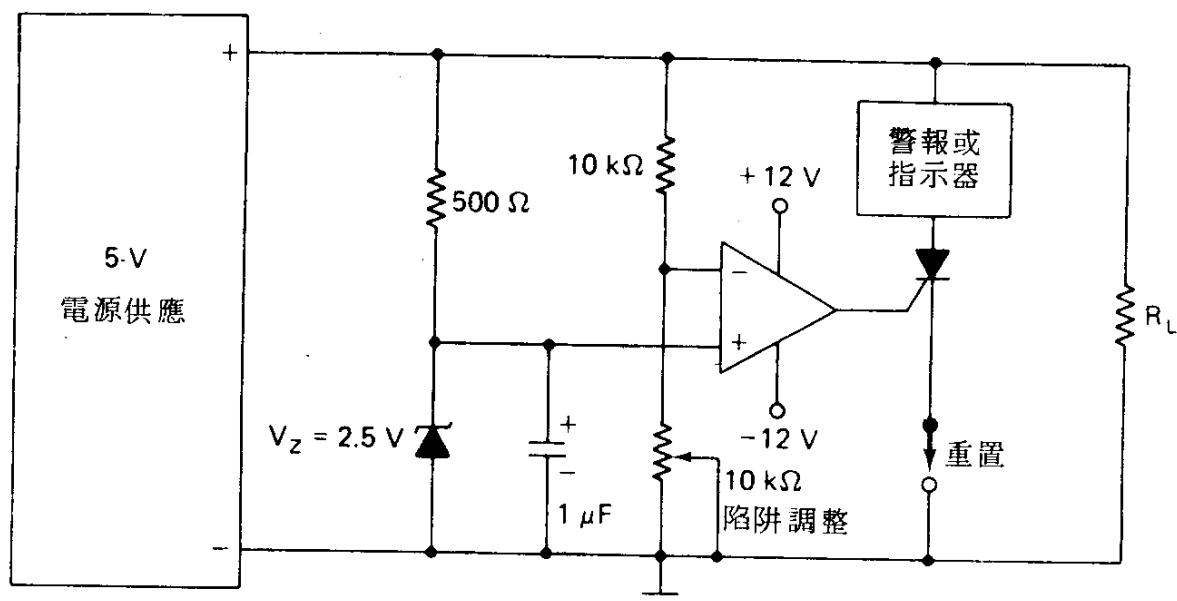 +
5-V
電源供應
−
500 Ω
V_Z = 2.5 V
+
−
1 μF
10 kΩ
+12 V
−
+
−12 V
10 kΩ
陷阱調整
警報或
指示器
重置
R_L